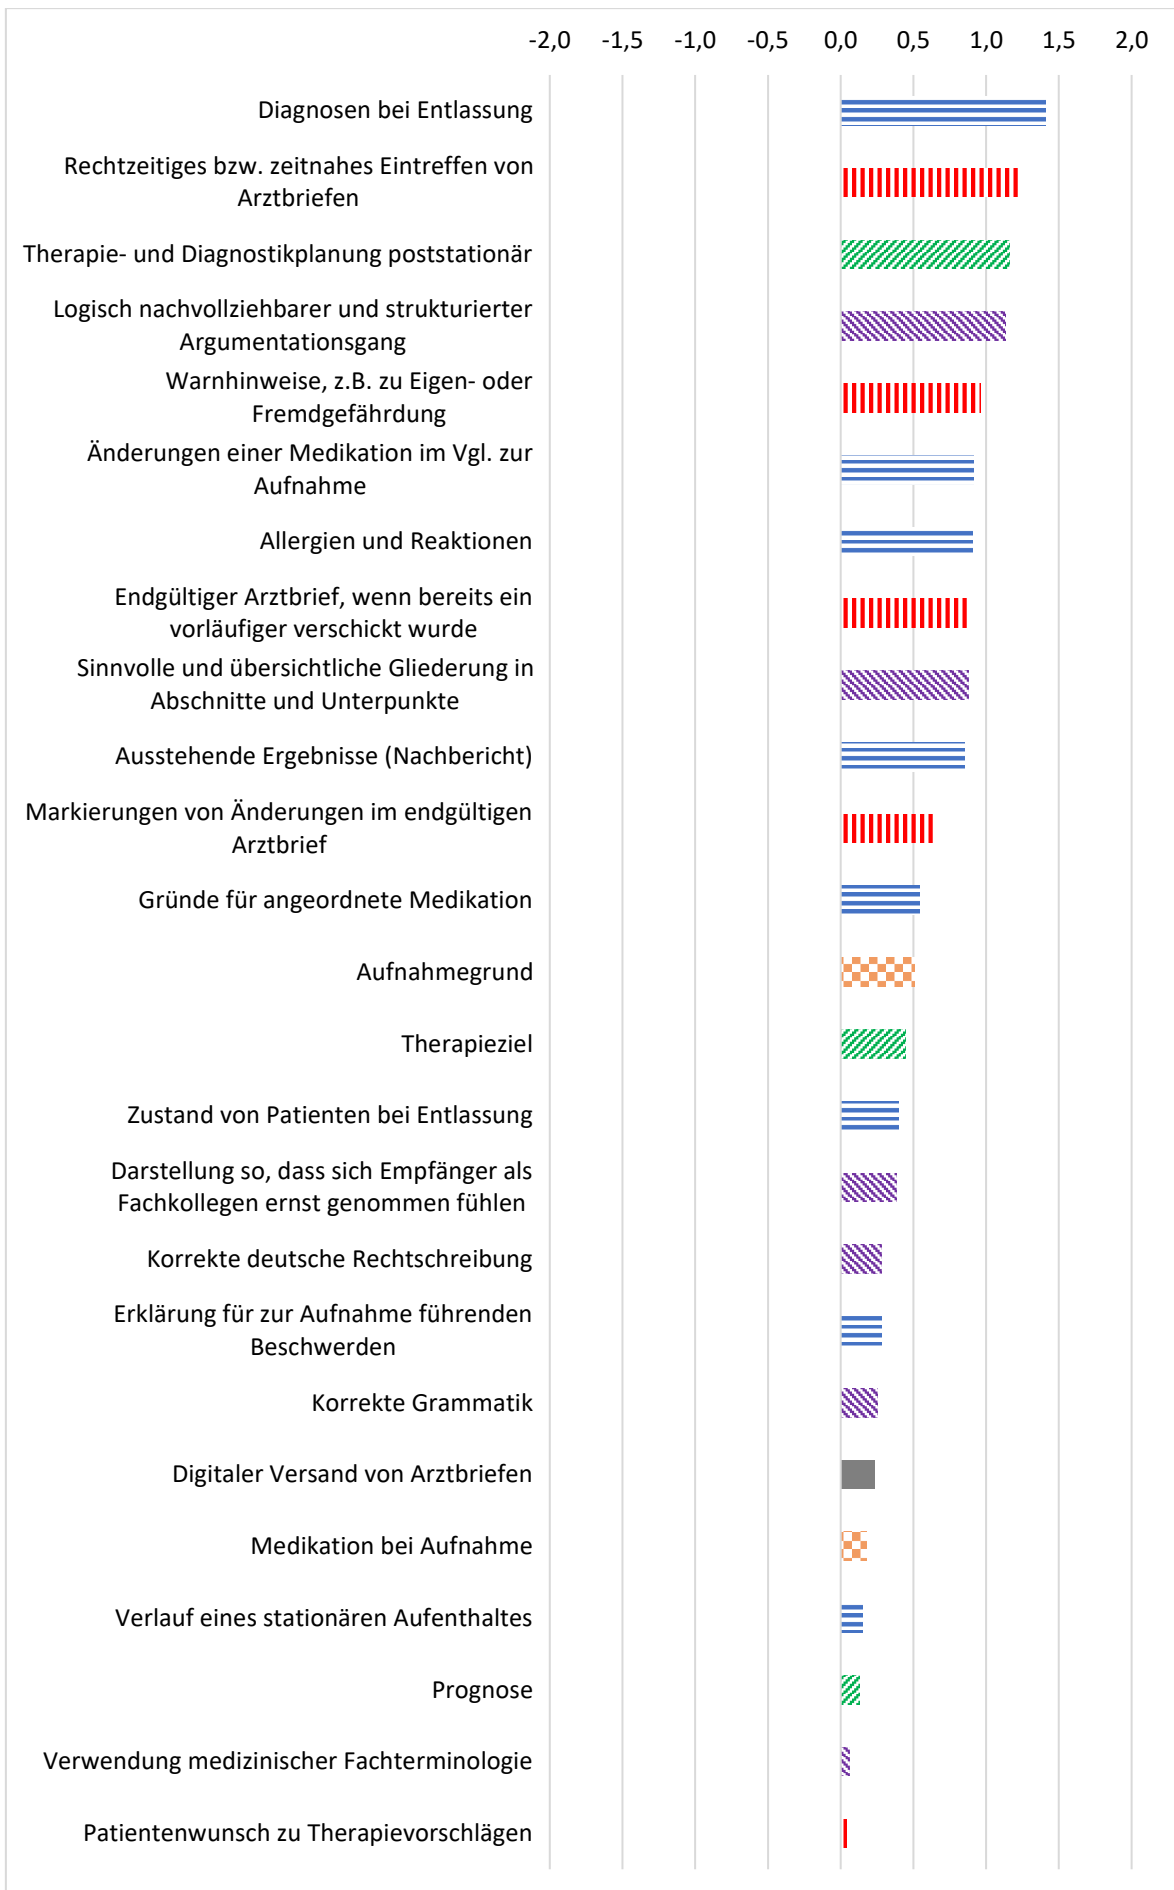 -2,0 -1,5 -1,0 -0,5 0,0 0,5 1,0 1,5 2,0
Diagnosen bei Entlassung
Rechtzeitiges bzw. zeitnahes Eintreffen von
Arztbriefen
Therapie- und Diagnostikplanung poststationär
Logisch nachvollziehbarer und strukturierter
Argumentationsgang
Warnhinweise, z.B. zu Eigen- oder
Fremdgefährdung
Änderungen einer Medikation im Vgl. zur
Aufnahme
Allergien und Reaktionen
Endgültiger Arztbrief, wenn bereits ein
vorläufiger verschickt wurde
Sinnvolle und übersichtliche Gliederung in
Abschnitte und Unterpunkte
Ausstehende Ergebnisse (Nachbericht)
Markierungen von Änderungen im endgültigen
Arztbrief
Gründe für angeordnete Medikation
Aufnahmegrund
Therapieziel
Zustand von Patienten bei Entlassung
Darstellung so, dass sich Empfänger als
Fachkollegen ernst genommen fühlen
Korrekte deutsche Rechtschreibung
Erklärung für zur Aufnahme führenden
Beschwerden
Korrekte Grammatik
Digitaler Versand von Arztbriefen
Medikation bei Aufnahme
Verlauf eines stationären Aufenthaltes
Prognose
Verwendung medizinischer Fachterminologie
Patientenwunsch zu Therapievorschlägen